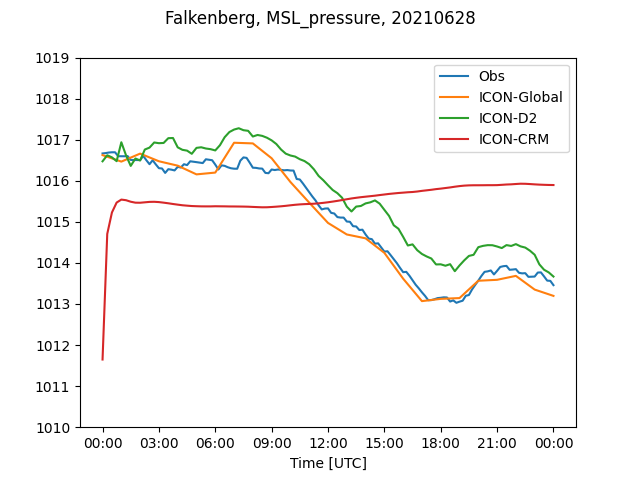 Falkenberg, MSL_pressure, 20210628
1019
1018
1017
1016
1015
1014
1013
1012
1011
1010
Obs
ICON-Global
ICON-D2
ICON-CRM
00:00 03:00 06:00 09:00 12:00 15:00 18:00 21:00 00:00
Time [UTC]